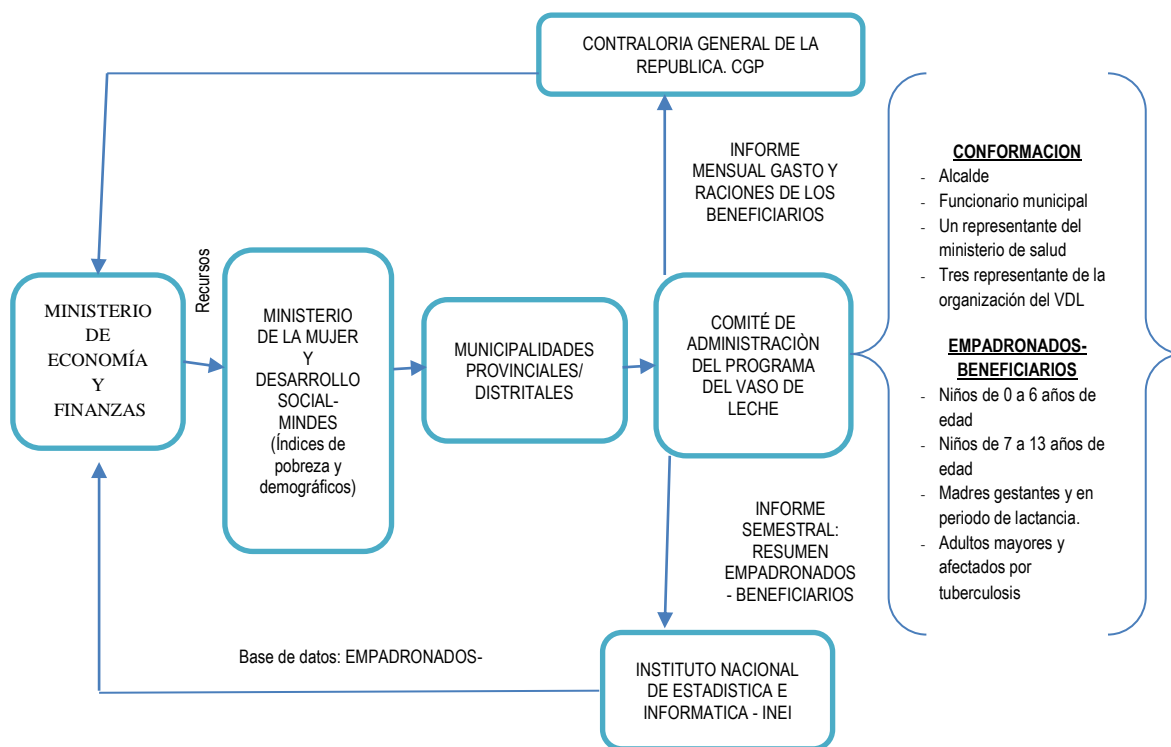 CONTRALORIA GENERAL DE LA
REPUBLICA. CGP
INFORME
MENSUAL GASTO Y
RACIONES DE LOS
BENEFICIARIOS
Recursos
MINISTERIO
DE
ECONOMÍA
Y
FINANZAS
MINISTERIO
DE LA MUJER
Y
DESARROLLO
SOCIAL-
MINDES
(Índices de
pobreza y
demográficos)
MUNICIPALIDADES
PROVINCIALES/
DISTRITALES
COMITÉ DE
ADMINISTRACIÒN
DEL PROGRAMA
DEL VASO DE
LECHE
CONFORMACION
- Alcalde
- Funcionario municipal
- Un representante del
ministerio de salud
- Tres representante de la
organización del VDL
EMPADRONADOS-
BENEFICIARIOS
- Niños de 0 a 6 años de
edad
- Niños de 7 a 13 años de
edad
- Madres gestantes y en
periodo de lactancia.
- Adultos mayores y
afectados por
tuberculosis
INFORME
SEMESTRAL:
RESUMEN
EMPADRONADOS
- BENEFICIARIOS
Base de datos: EMPADRONADOS-
INSTITUTO NACIONAL
DE ESTADISTICA E
INFORMATICA - INEI